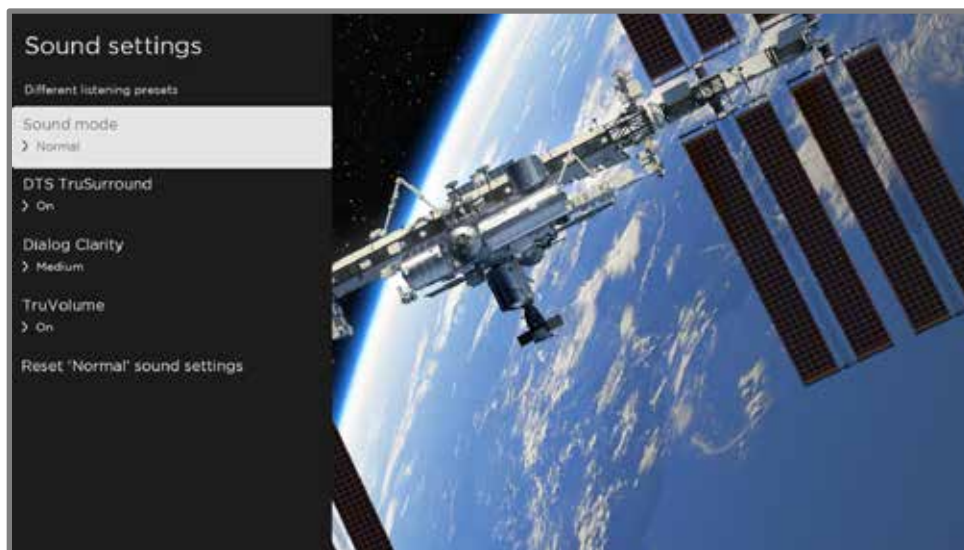 Sound settings
Different listening presets
Sound mode
> Normal
DTS TruSurround
> On
Dialog Clarity
> Medium
TruVolume
> On
Reset 'Normal' sound settings